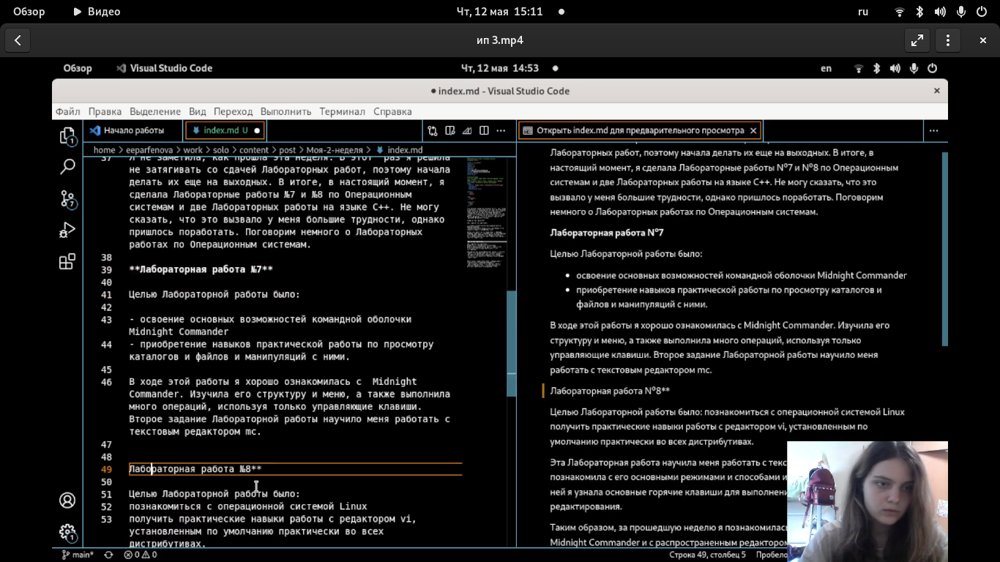 Обзор
Видео
Чт, 12 мая 15:11
ru
ип 3.mp4
Обзор
Visual Studio Code
Чт, 12 мая 14:53
en
● index.md - Visual Studio Code
Файл Правка Выделение Вид Переход Выполнить Терминал Справка
Начало работы
index.md U
Открыть index.md для предварительного просмотра
home > eeparfenova > work > solo > content > post > Моя-2-неделя > index.md
37 Я не заметила, как прошла эта неделя. В этот раз я решила
не затягивать со сдачей Лабораторных работ, поэтому начала
делать их еще на выходных. В итоге, в настоящий момент, я
сделала Лабораторные работы №7 и №8 по Операционным
системам и две Лабораторных работы на языке C++. Не могу
сказать, что это вызвало у меня большие трудности, однако
пришлось поработать. Поговорим немного о Лабораторных
работах по Операционным системам.
38
39 **Лабораторная работа №7**
40
41 Целью Лабораторной работы было:
42
43 - освоение основных возможностей командной оболочки
Midnight Commander
44 - приобретение навыков практической работы по просмотру
каталогов и файлов и манипуляций с ними.
45
46 В ходе этой работы я хорошо ознакомилась с  Midnight
Commander. Изучила его структуру и меню, а также выполнила
много операций, используя только управляющие клавиши.
Второе задание Лабораторной работы научило меня работать с
текстовым редактором mc.
47
48
49 Лабораторная работа №8**
50
51 Целью Лабораторной работы было:
52 познакомиться с операционной системой Linux
53 получить практические навыки работы с редактором vi,
установленным по умолчанию практически во всех
дистрибутивах.
Лабораторных работ, поэтому начала делать их еще на выходных. В итоге, в
настоящий момент, я сделала Лабораторные работы №7 и №8 по Операционным
системам и две Лабораторных работы на языке C++. Не могу сказать, что это
вызвало у меня большие трудности, однако пришлось поработать. Поговорим
немного о Лабораторных работах по Операционным системам.
Лабораторная работа №7
Целью Лабораторной работы было:
• освоение основных возможностей командной оболочки Midnight Commander
• приобретение навыков практической работы по просмотру каталогов и
файлов и манипуляций с ними.
В ходе этой работы я хорошо ознакомилась с Midnight Commander. Изучила его
структуру и меню, а также выполнила много операций, используя только
управляющие клавиши. Второе задание Лабораторной работы научило меня
работать с текстовым редактором mc.
Лабораторная работа №8**
Целью Лабораторной работы было: познакомиться с операционной системой Linux
получить практические навыки работы с редактором vi, установленным по
умолчанию практически во всех дистрибутивах.
Эта Лабораторная работа научила меня работать с
познакомила с его основными режимами и способами
ней я узнала основные горячие клавиши для
редактирования.
Таким образом, за прошедшую неделю я
Midnight Commander и с распространенным
1
7
1
main*
0 0
Строка 49, столбец 5